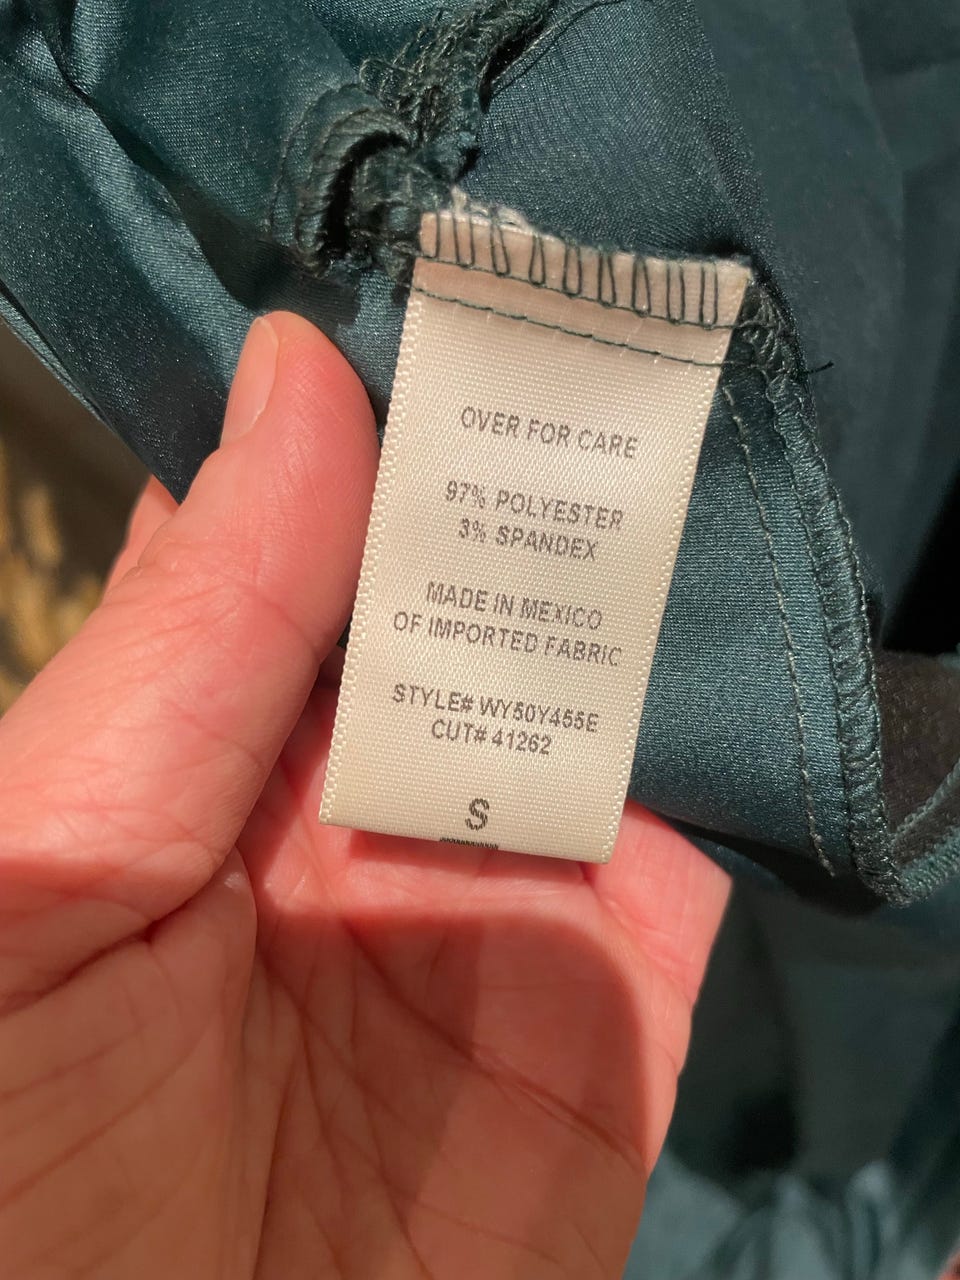 OVER FOR CARE
97% POLYESTER
3% SPANDEX
MADE IN MEXICO
OF IMPORTED FABRIC
STYLE# WY50Y455E
CUT# 41262
S